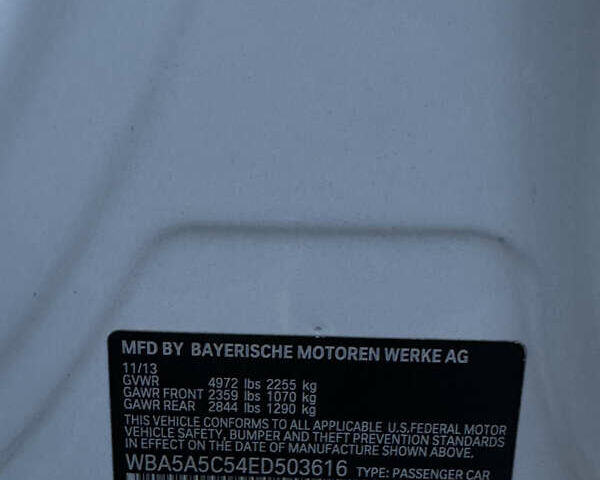 MFD BY BAYERISCHE MOTOREN WERKE AG
11/13
GVWR 4972 lbs 2255 kg
GAWR FRONT 2359 lbs 1070 kg
GAWR REAR 2844 lbs 1290 kg
THIS VEHICLE CONFORMS TO ALL APPLICABLE U.S.FEDERAL MOTOR
VEHICLE SAFETY, BUMPER AND THEFT PREVENTION STANDARDS
IN EFFECT ON THE DATE OF MANUFACTURE SHOWN ABOVE.
WBA5A5C54ED503616 TYPE: PASSENGER CAR